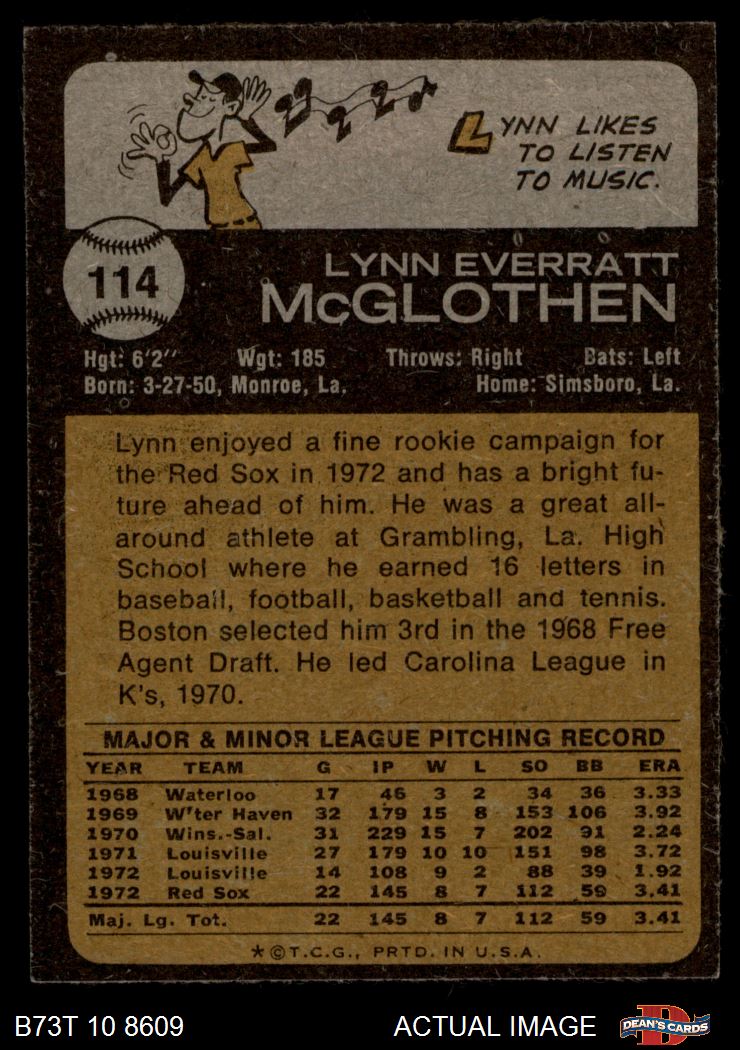 LYNN LIKES
TO LISTEN
TO MUSIC.
114
LYNN EVERRATT
McGLOTHEN
Hgt: 6'2" Wgt: 185 Throws: Right Bats: Left
Born: 3-27-50, Monroe, La. Home: Simsboro, La.
Lynn enjoyed a fine rookie campaign for
the Red Sox in 1972 and has a bright fu-
ture ahead of him. He was a great all-
around athlete at Grambling, La. High
School where he earned 16 letters in
baseball, football, basketball and tennis.
Boston selected him 3rd in the 1968 Free
Agent Draft. He led Carolina League in
K's, 1970.
MAJOR & MINOR LEAGUE PITCHING RECORD
YEAR TEAM G IP W L SO BB ERA
1968 Waterloo 17 46 3 2 34 36 3.33
1969 W'ter Haven 32 179 15 8 153 106 3.92
1970 Wins.-Sal. 31 229 15 7 202 91 2.24
1971 Louisville 27 179 10 10 151 98 3.72
1972 Louisville 14 108 9 2 88 39 1.92
1972 Red Sox 22 145 8 7 112 59 3.41
Maj. Lg. Tot. 22 145 8 7 112 59 3.41
*©T.C.G., PRTD. IN U.S.A.
B73T 10 8609 ACTUAL IMAGE D DEAN'S CARDS